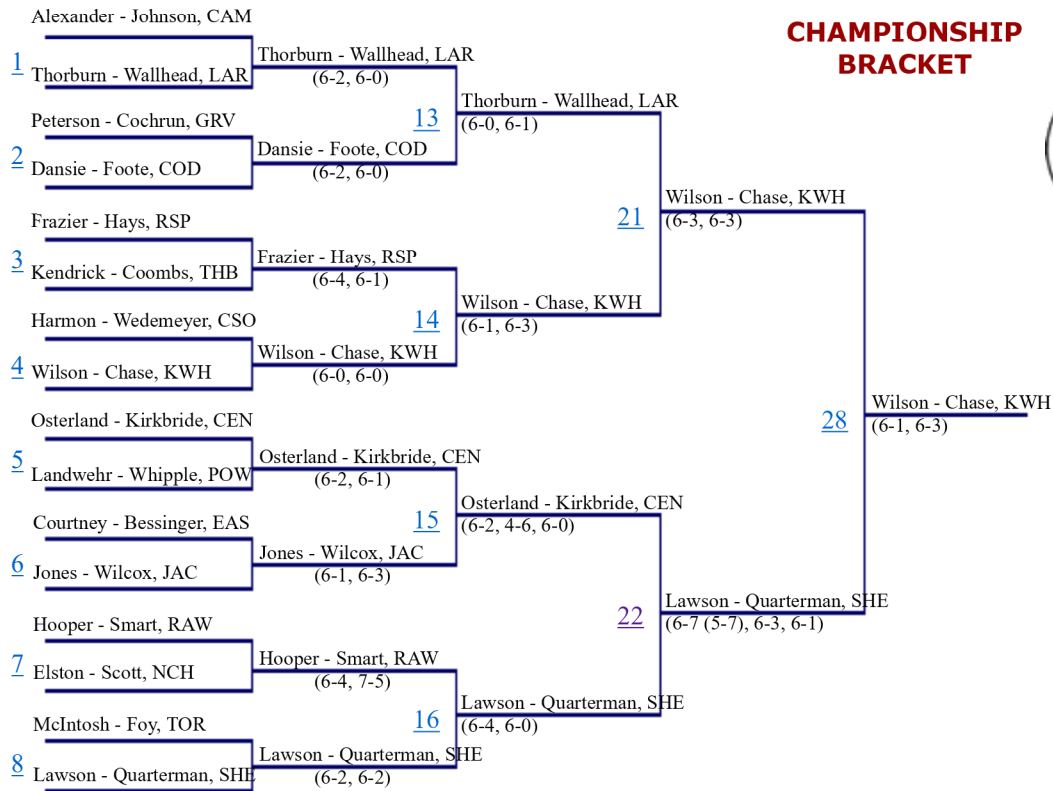 CHAMPIONSHIP
BRACKET
Alexander - Johnson, CAM
1
Thorburn - Wallhead, LAR
Peterson - Cochrun, GRV
2
Dansie - Foote, COD
Frazier - Hays, RSP
3
Kendrick - Coombs, THB
Harmon - Wedemeyer, CSO
4
Wilson - Chase, KWH
Osterland - Kirkbride, CEN
5
Landwehr - Whipple, POW
Courtney - Bessinger, EAS
6
Jones - Wilcox, JAC
Hooper - Smart, RAW
7
Elston - Scott, NCH
McIntosh - Foy, TOR
8
Lawson - Quarterman, SHE
Thorburn - Wallhead, LAR
(6-2, 6-0)
13
Dansie - Foote, COD
(6-2, 6-0)
Frazier - Hays, RSP
(6-4, 6-1)
14
Wilson - Chase, KWH
(6-0, 6-0)
Osterland - Kirkbride, CEN
(6-2, 6-1)
15
Jones - Wilcox, JAC
(6-1, 6-3)
Hooper - Smart, RAW
(6-4, 7-5)
16
Lawson - Quarterman, SHE
(6-2, 6-2)
Thorburn - Wallhead, LAR
(6-0, 6-1)
21
Wilson - Chase, KWH
(6-1, 6-3)
Osterland - Kirkbride, CEN
(6-2, 4-6, 6-0)
22
Lawson - Quarterman, SHE
(6-4, 6-0)
Wilson - Chase, KWH
(6-3, 6-3)
28
Lawson - Quarterman, SHE
(6-7 (5-7), 6-3, 6-1)
Wilson - Chase, KWH
(6-1, 6-3)